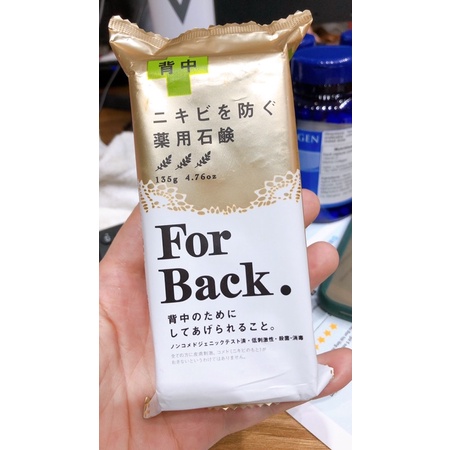 背中
ニキビを防ぐ
薬用石鹸
135g 4.76oz
For
Back.
背中のために
してあげられること。
ノンコメドジェニックテスト済・低刺激性・殺菌・消毒
GEN